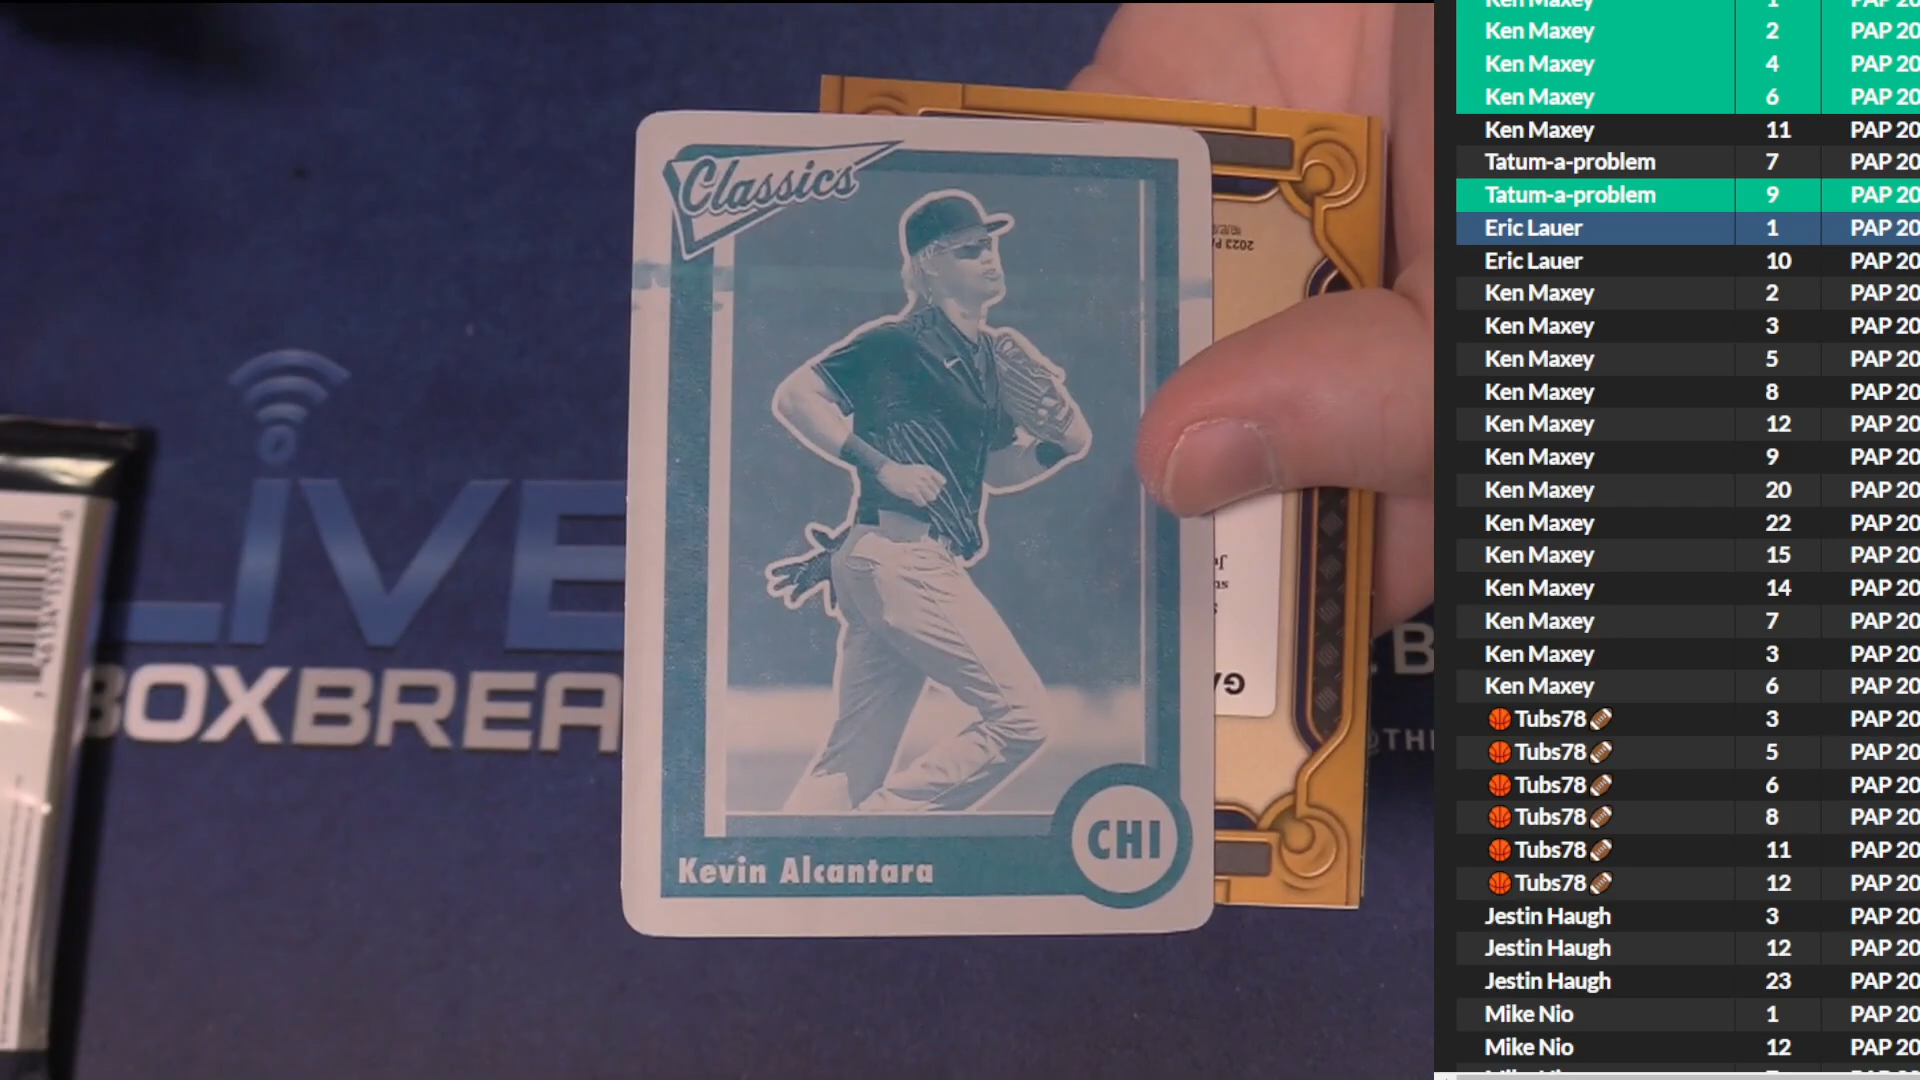 Classics
Kevin Alcantara
CHI
LIVE
BOXBREA
2023 P
GA
B
THE
Ken Maxey 1 PAP 20
Ken Maxey 2 PAP 20
Ken Maxey 4 PAP 20
Ken Maxey 6 PAP 20
Ken Maxey 11 PAP 20
Tatum-a-problem 7 PAP 20
Tatum-a-problem 9 PAP 20
Eric Lauer 1 PAP 20
Eric Lauer 10 PAP 20
Ken Maxey 2 PAP 20
Ken Maxey 3 PAP 20
Ken Maxey 5 PAP 20
Ken Maxey 8 PAP 20
Ken Maxey 12 PAP 20
Ken Maxey 9 PAP 20
Ken Maxey 20 PAP 20
Ken Maxey 22 PAP 20
Ken Maxey 15 PAP 20
Ken Maxey 14 PAP 20
Ken Maxey 7 PAP 20
Ken Maxey 3 PAP 20
Ken Maxey 6 PAP 20
🏀 Tubs78 🏈 3 PAP 20
🏀 Tubs78 🏈 5 PAP 20
🏀 Tubs78 🏈 6 PAP 20
🏀 Tubs78 🏈 8 PAP 20
🏀 Tubs78 🏈 11 PAP 20
🏀 Tubs78 🏈 12 PAP 20
Jestin Haugh 3 PAP 20
Jestin Haugh 12 PAP 20
Jestin Haugh 23 PAP 20
Mike Nio 1 PAP 20
Mike Nio 12 PAP 20